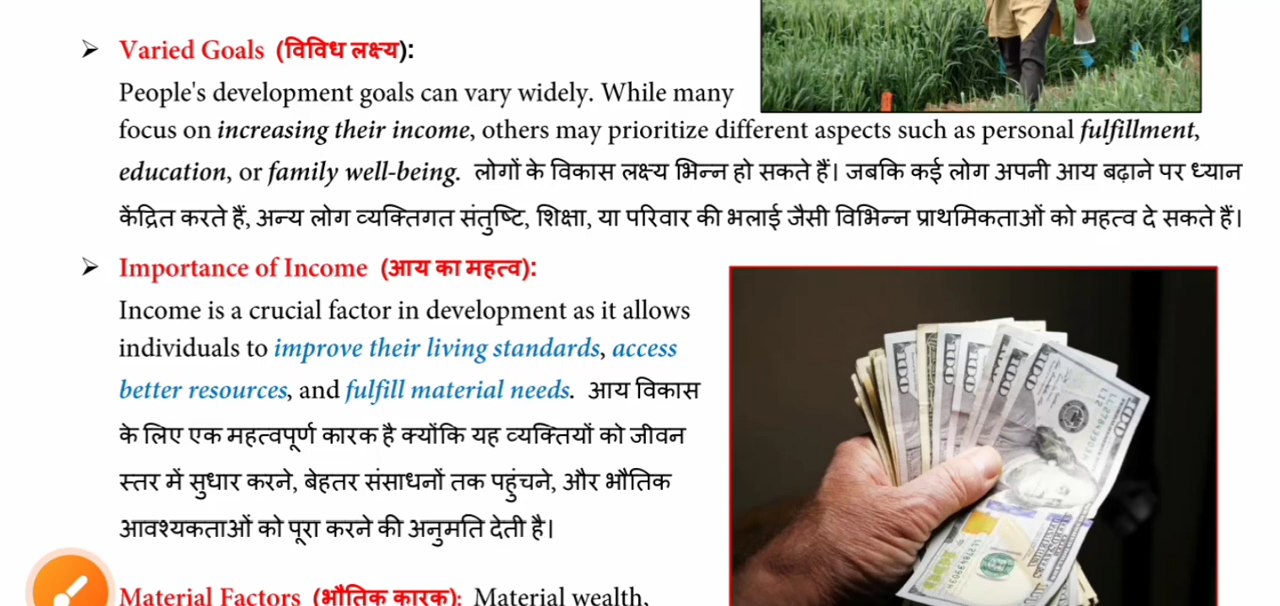 ➤ Varied Goals (विविध लक्ष्य):
People's development goals can vary widely. While many
focus on increasing their income, others may prioritize different aspects such as personal fulfillment,
education, or family well-being. लोगों के विकास लक्ष्य भिन्न हो सकते हैं। जबकि कई लोग अपनी आय बढ़ाने पर ध्यान
केंद्रित करते हैं, अन्य लोग व्यक्तिगत संतुष्टि, शिक्षा, या परिवार की भलाई जैसी विभिन्न प्राथमिकताओं को महत्व दे सकते हैं।
➤ Importance of Income (आय का महत्व):
Income is a crucial factor in development as it allows
individuals to improve their living standards, access
better resources, and fulfill material needs. आय विकास
के लिए एक महत्वपूर्ण कारक है क्योंकि यह व्यक्तियों को जीवन
स्तर में सुधार करने, बेहतर संसाधनों तक पहुंचने, और भौतिक
आवश्यकताओं को पूरा करने की अनुमति देती है।
Material Factors (भौतिक कारक): Material wealth,
100
100
100
100
100